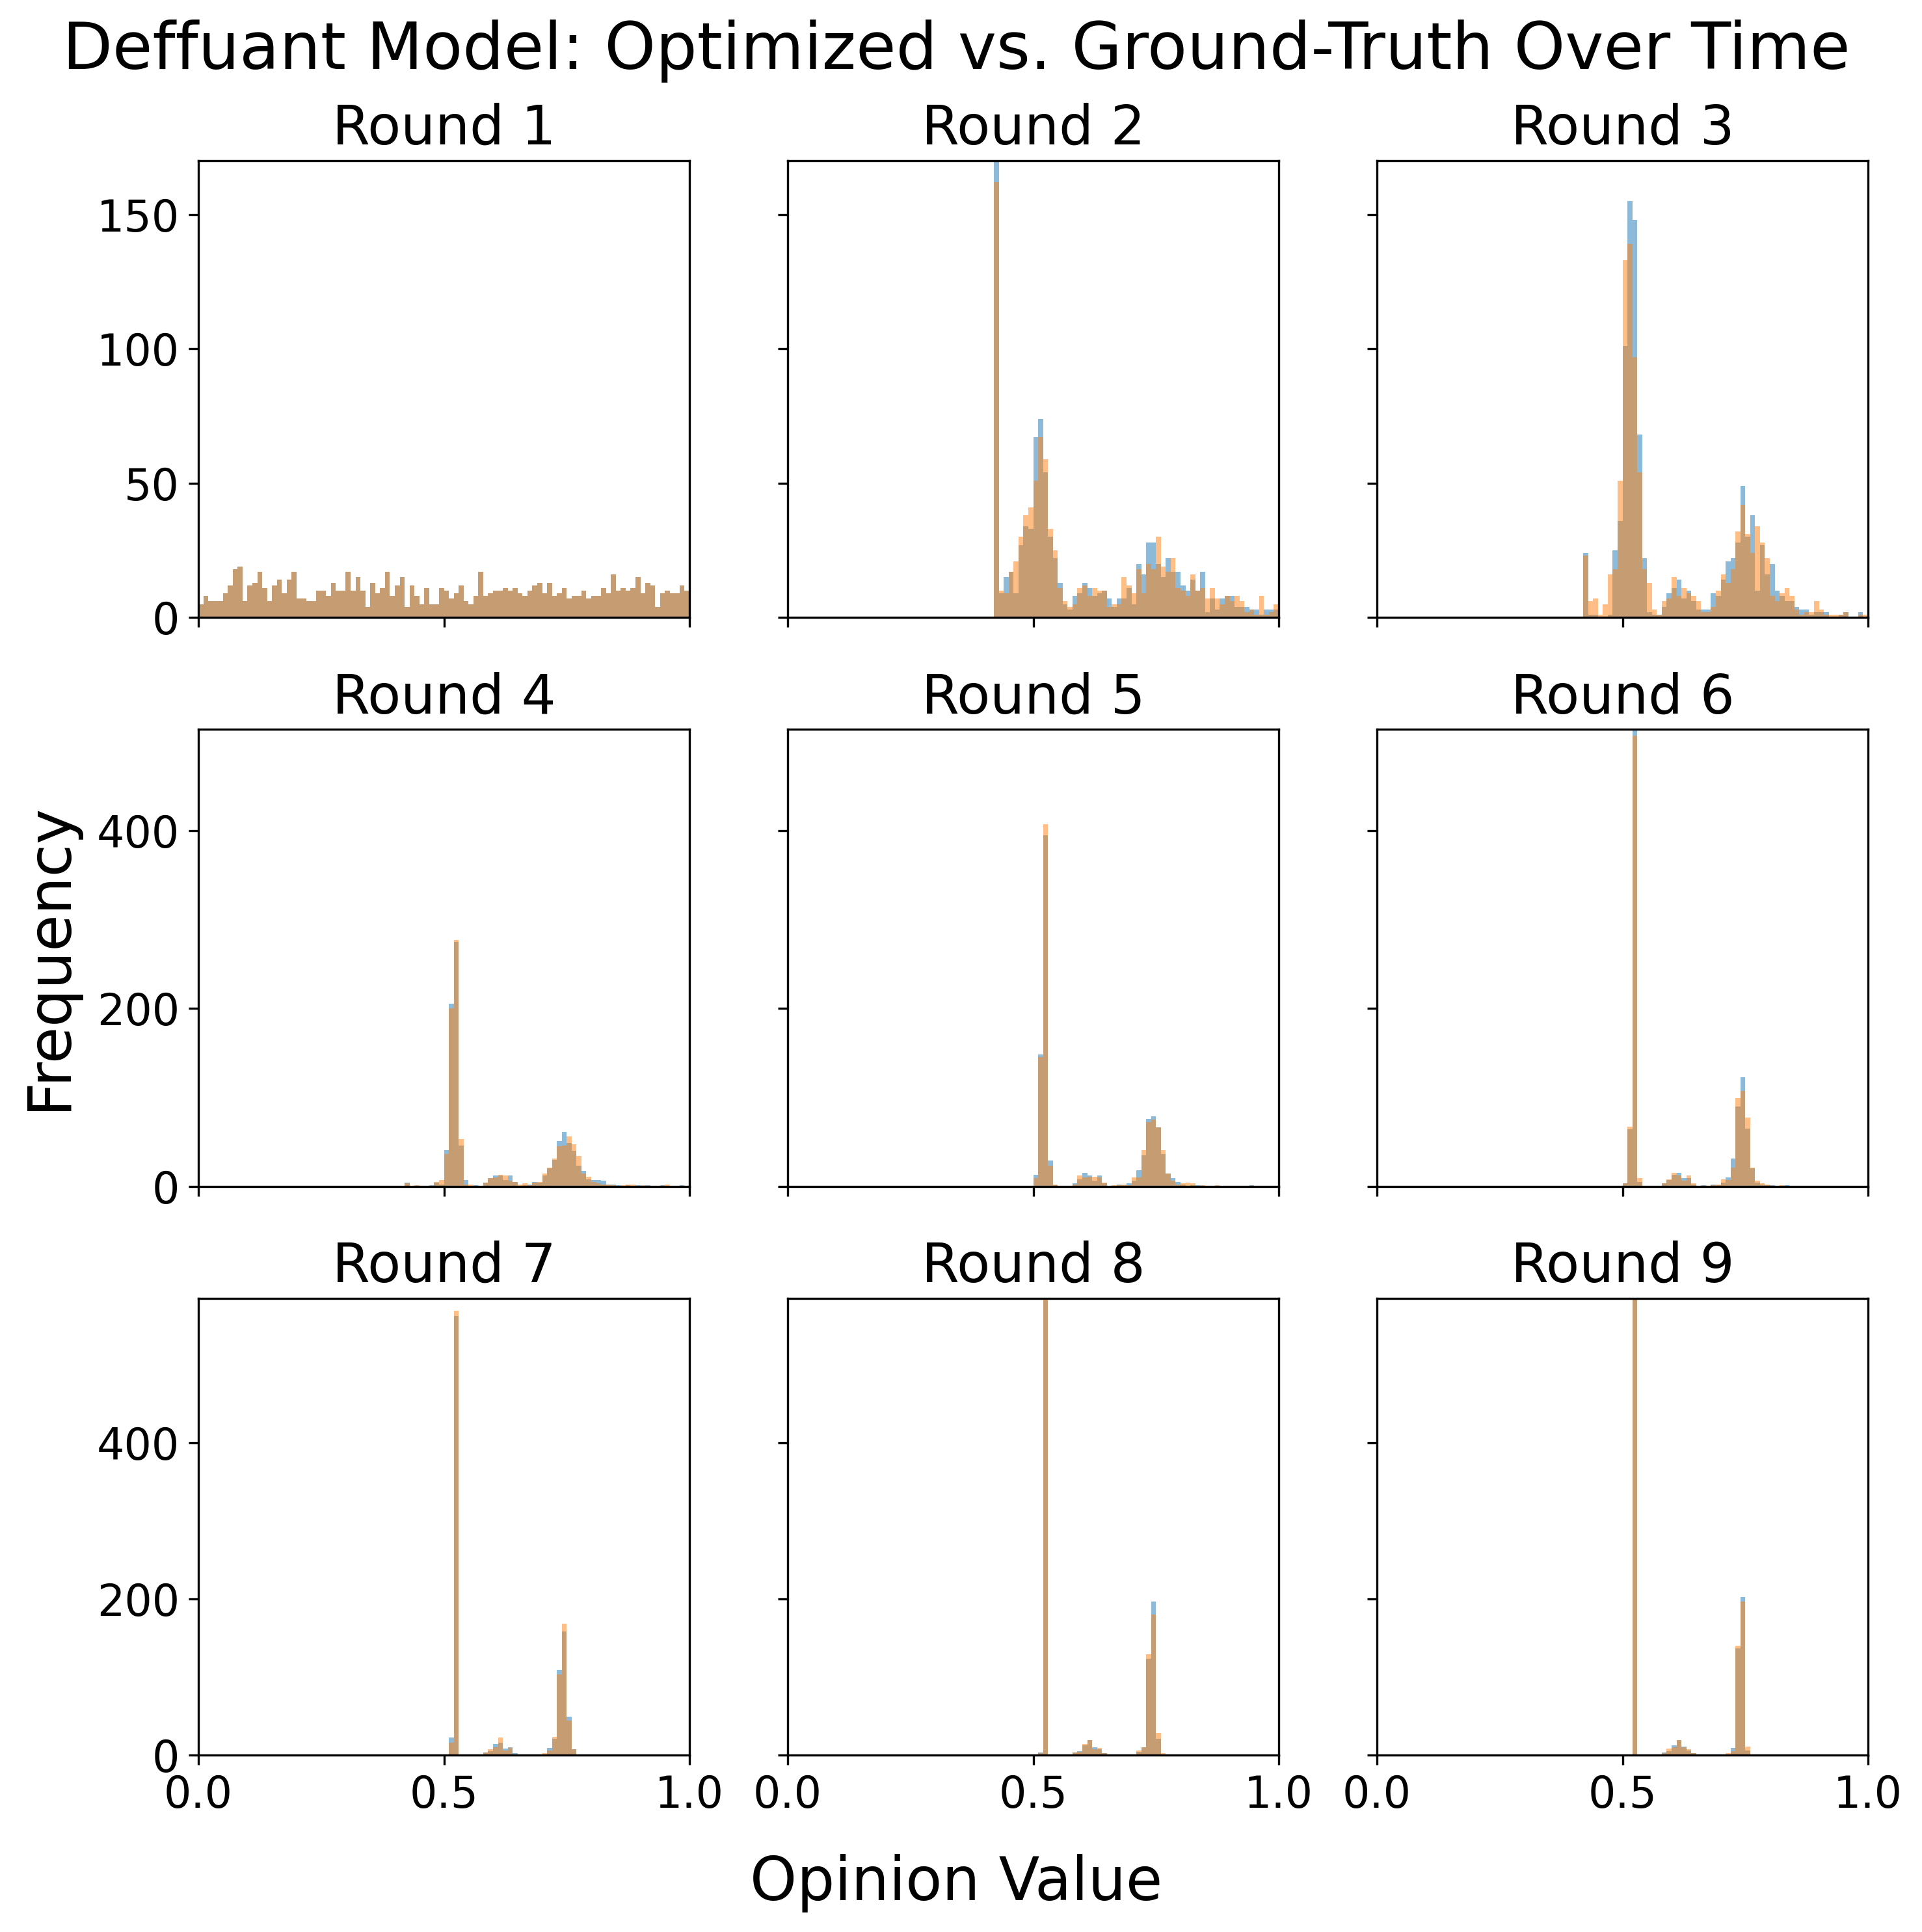 Deffuant Model: Optimized vs. Ground-Truth Over Time
Round 1
Round 2
Round 3
150
100
50
0
Round 4
Round 5
Round 6
400
200
0
Round 7
Round 8
Round 9
400
200
0
0.0 0.5 1.0 0.0 0.5 1.0 0.0 0.5 1.0
Frequency
Opinion Value